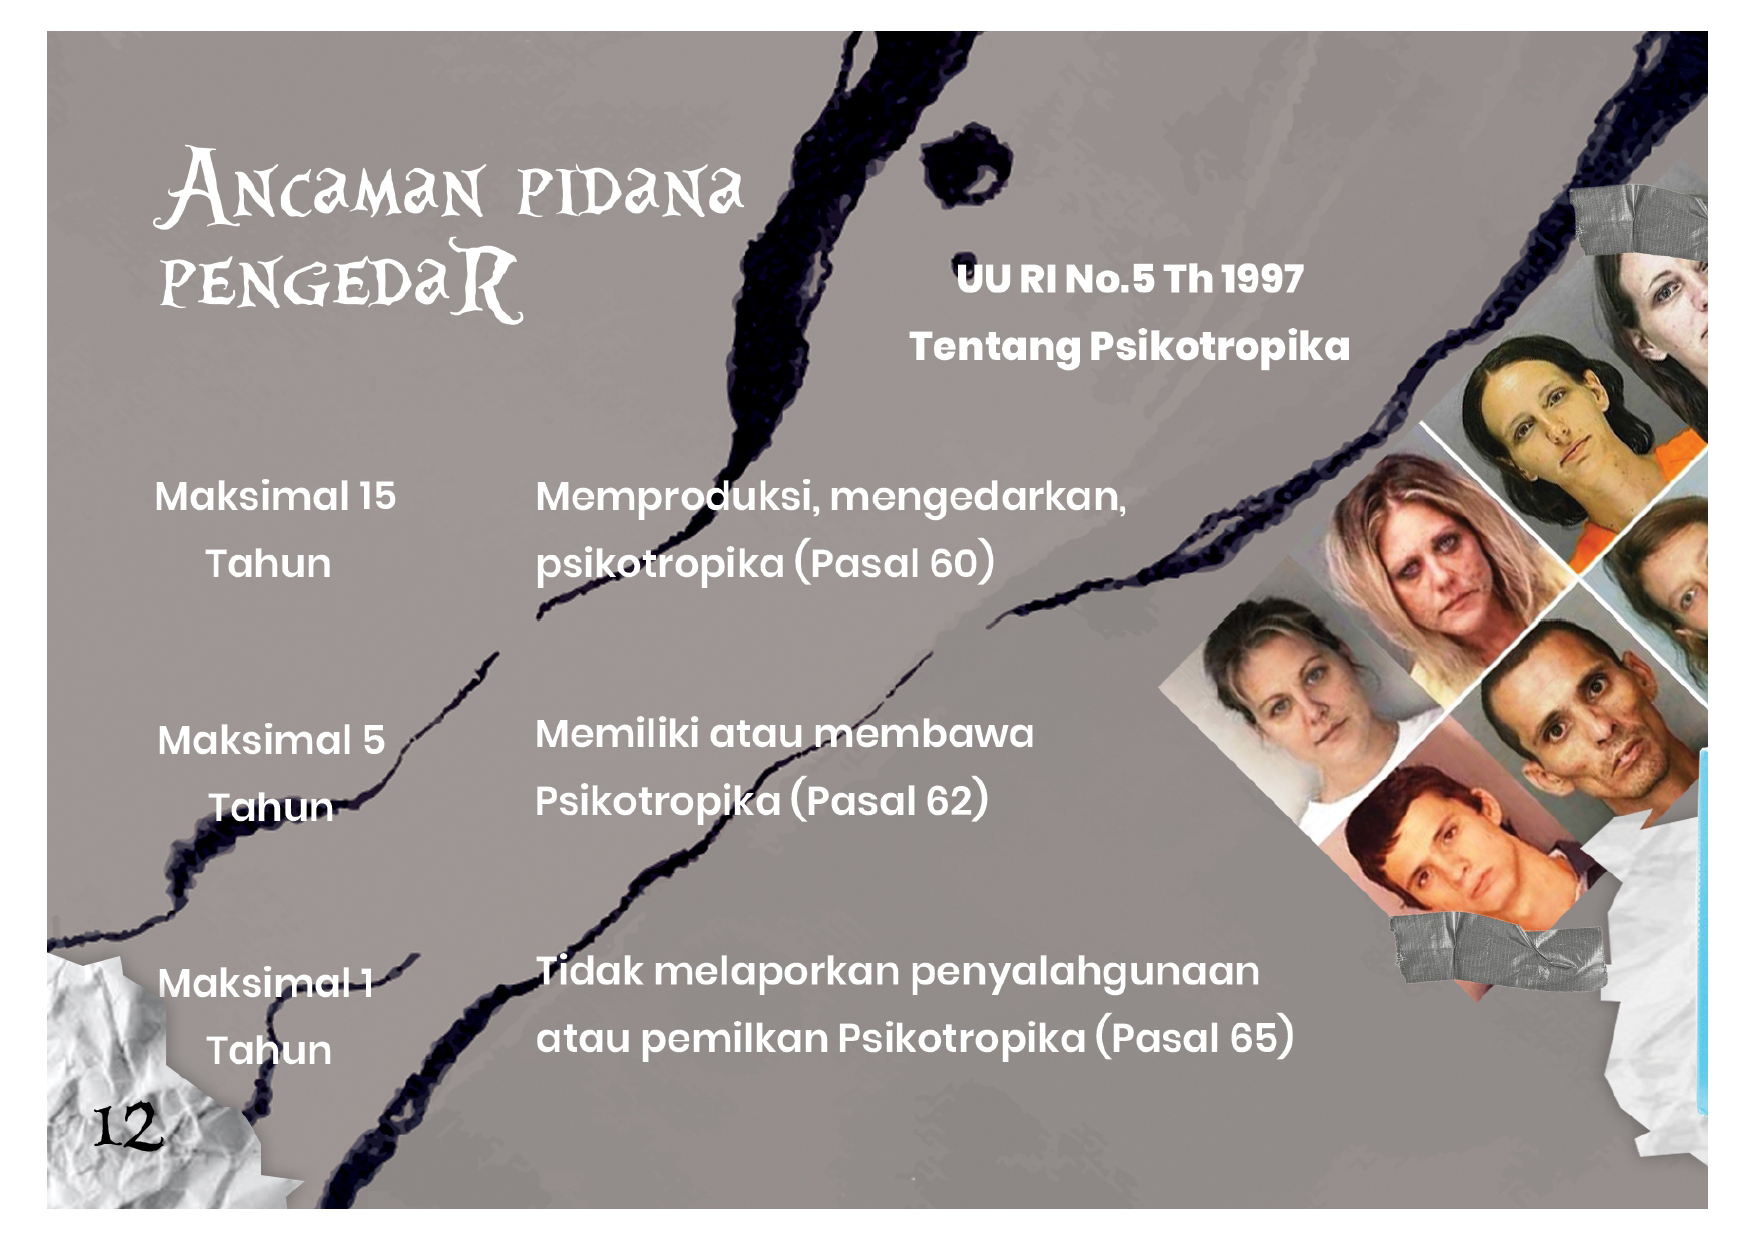 Ancaman pidana
pengedar
UU RI No.5 Th 1997
Tentang Psikotropika
Maksimal 15
Tahun
Memproduksi, mengedarkan,
psikotropika (Pasal 60)
Maksimal 5
Tahun
Memiliki atau membawa
Psikotropika (Pasal 62)
Maksimal 1
Tahun
Tidak melaporkan penyalahgunaan
atau pemilkan Psikotropika (Pasal 65)
12